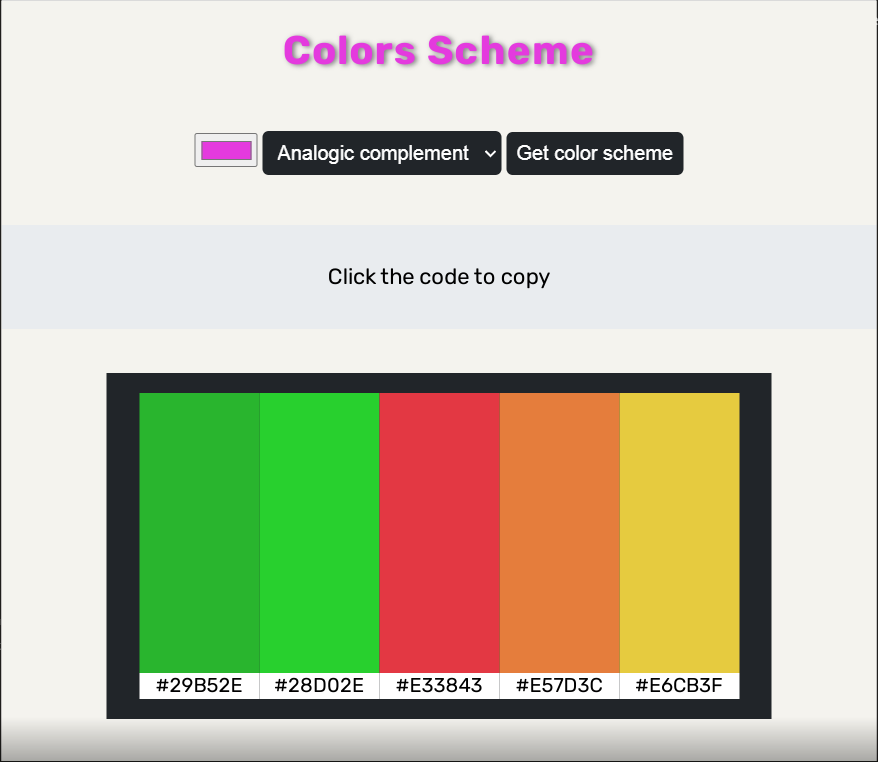 Colors Scheme
Analogic complement Get color scheme
Click the code to copy
#29B52E #28D02E #E33843 #E57D3C #E6CB3F